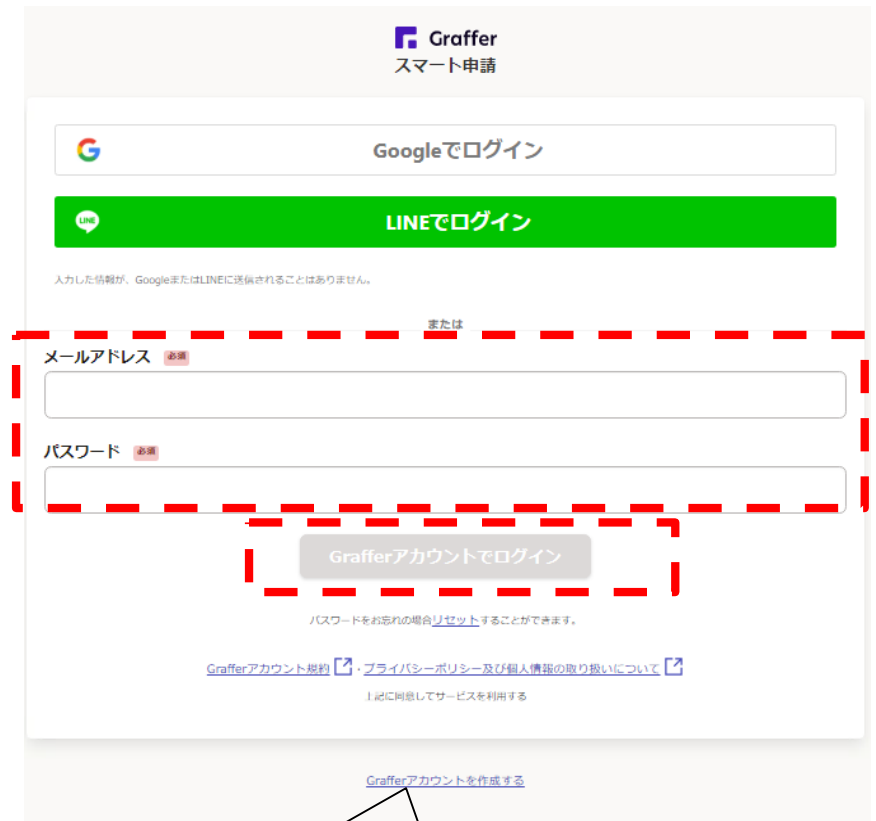 Graffer
スマート申請
Googleでログイン
LINE
LINEでログイン
入力した情報が、GoogleまたはLINEに送信されることはありません。
または
メールアドレス 必須
パスワード 必須
Grafferアカウントでログイン
パスワードをお忘れの場合リセットすることができます。
Grafferアカウント規約・プライバシーポリシー及び個人情報の取り扱いについて
上記に同意してサービスを利用する
Grafferアカウントを作成する